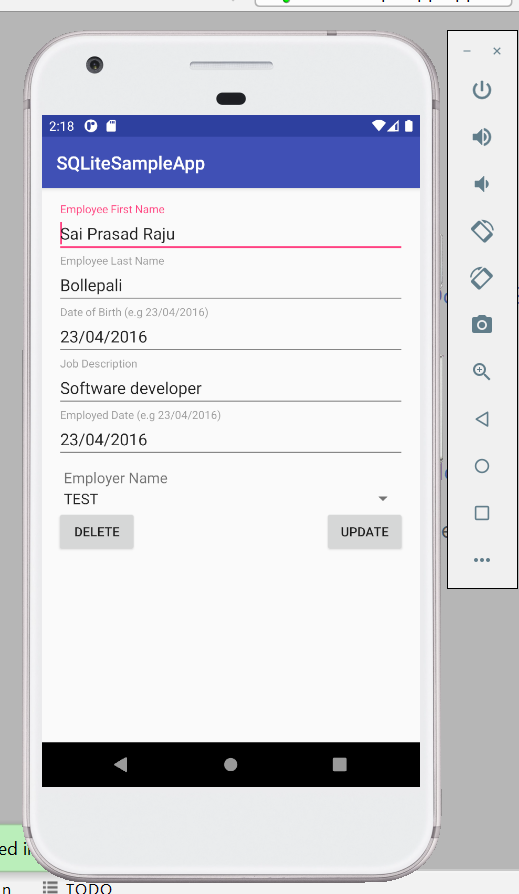 2:18
SQLiteSampleApp
Employee First Name
Sai Prasad Raju
Employee Last Name
Bollepali
Date of Birth (e.g 23/04/2016)
23/04/2016
Job Description
Software developer
Employed Date (e.g 23/04/2016)
23/04/2016
Employer Name
TEST
DELETE UPDATE
ed i
n TODO